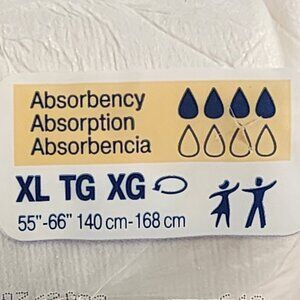 Absorbency
Absorption
Absorbencia
XL TG XG
55"-66" 140 cm-168 cm